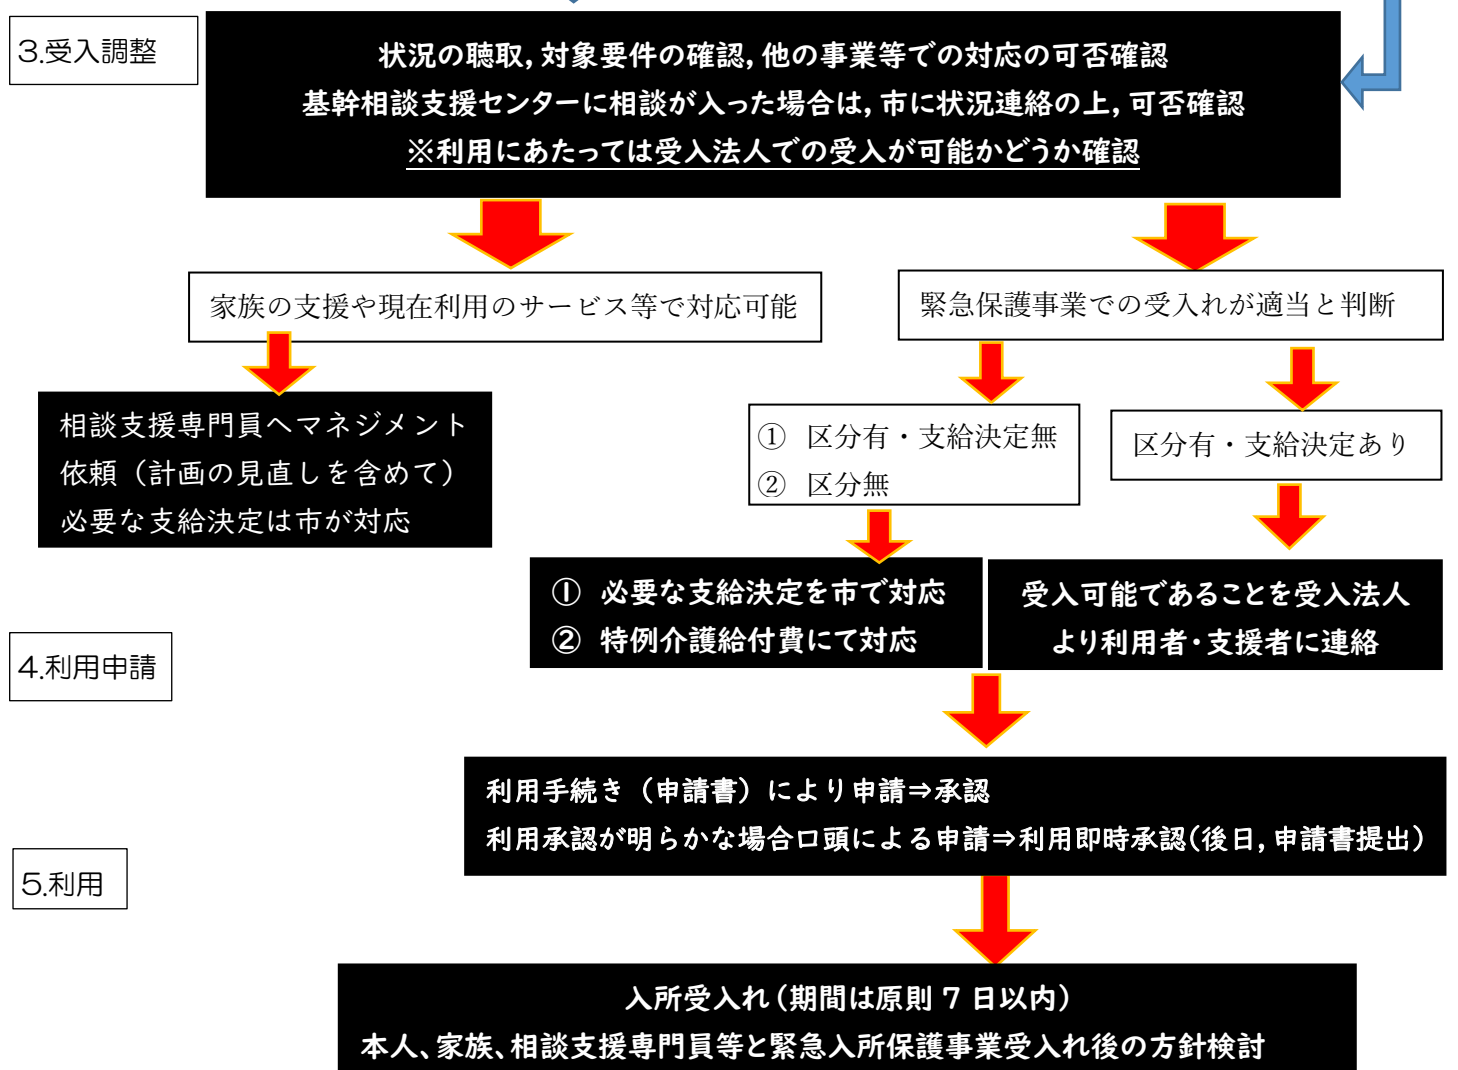 3.受入調整
状況の聴取,対象要件の確認,他の事業等での対応の可否確認
基幹相談支援センターに相談が入った場合は,市に状況連絡の上,可否確認
※利用にあたっては受入法人での受入が可能かどうか確認
家族の支援や現在利用のサービス等で対応可能
緊急保護事業での受入れが適当と判断
相談支援専門員へマネジメント
依頼（計画の見直しを含めて）
必要な支給決定は市が対応
① 区分有・支給決定無
② 区分無
区分有・支給決定あり
① 必要な支給決定を市で対応
② 特例介護給付費にて対応
受入可能であることを受入法人
より利用者・支援者に連絡
4.利用申請
利用手続き（申請書）により申請⇒承認
利用承認が明らかな場合口頭による申請⇒利用即時承認(後日,申請書提出)
5.利用
入所受入れ(期間は原則7日以内)
本人、家族、相談支援専門員等と緊急入所保護事業受入れ後の方針検討